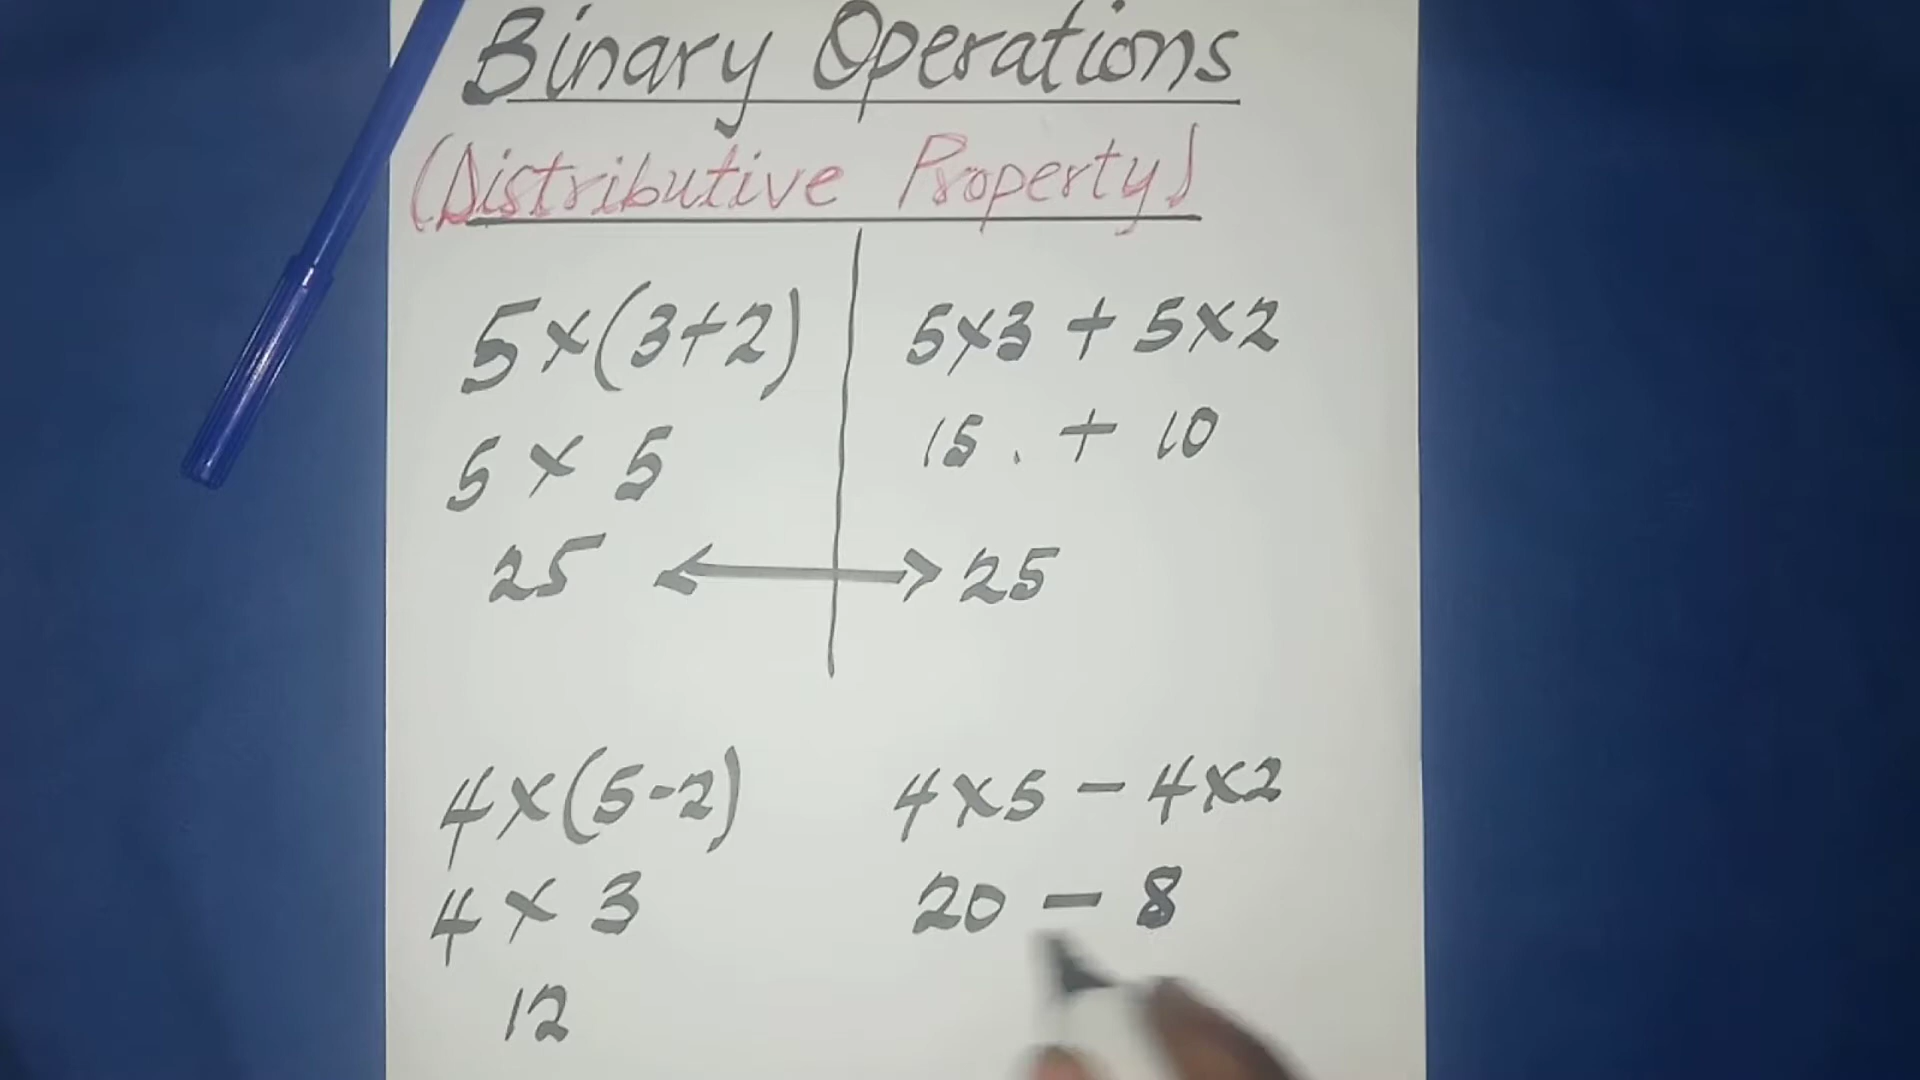 Binary Operations
(Distributive Property)
5×(3+2) 5×3 + 5×2
5 × 5 15 . + 10
25 ↔ 25
4×(5-2) 4×5 - 4×2
4 × 3 20 - 8
12